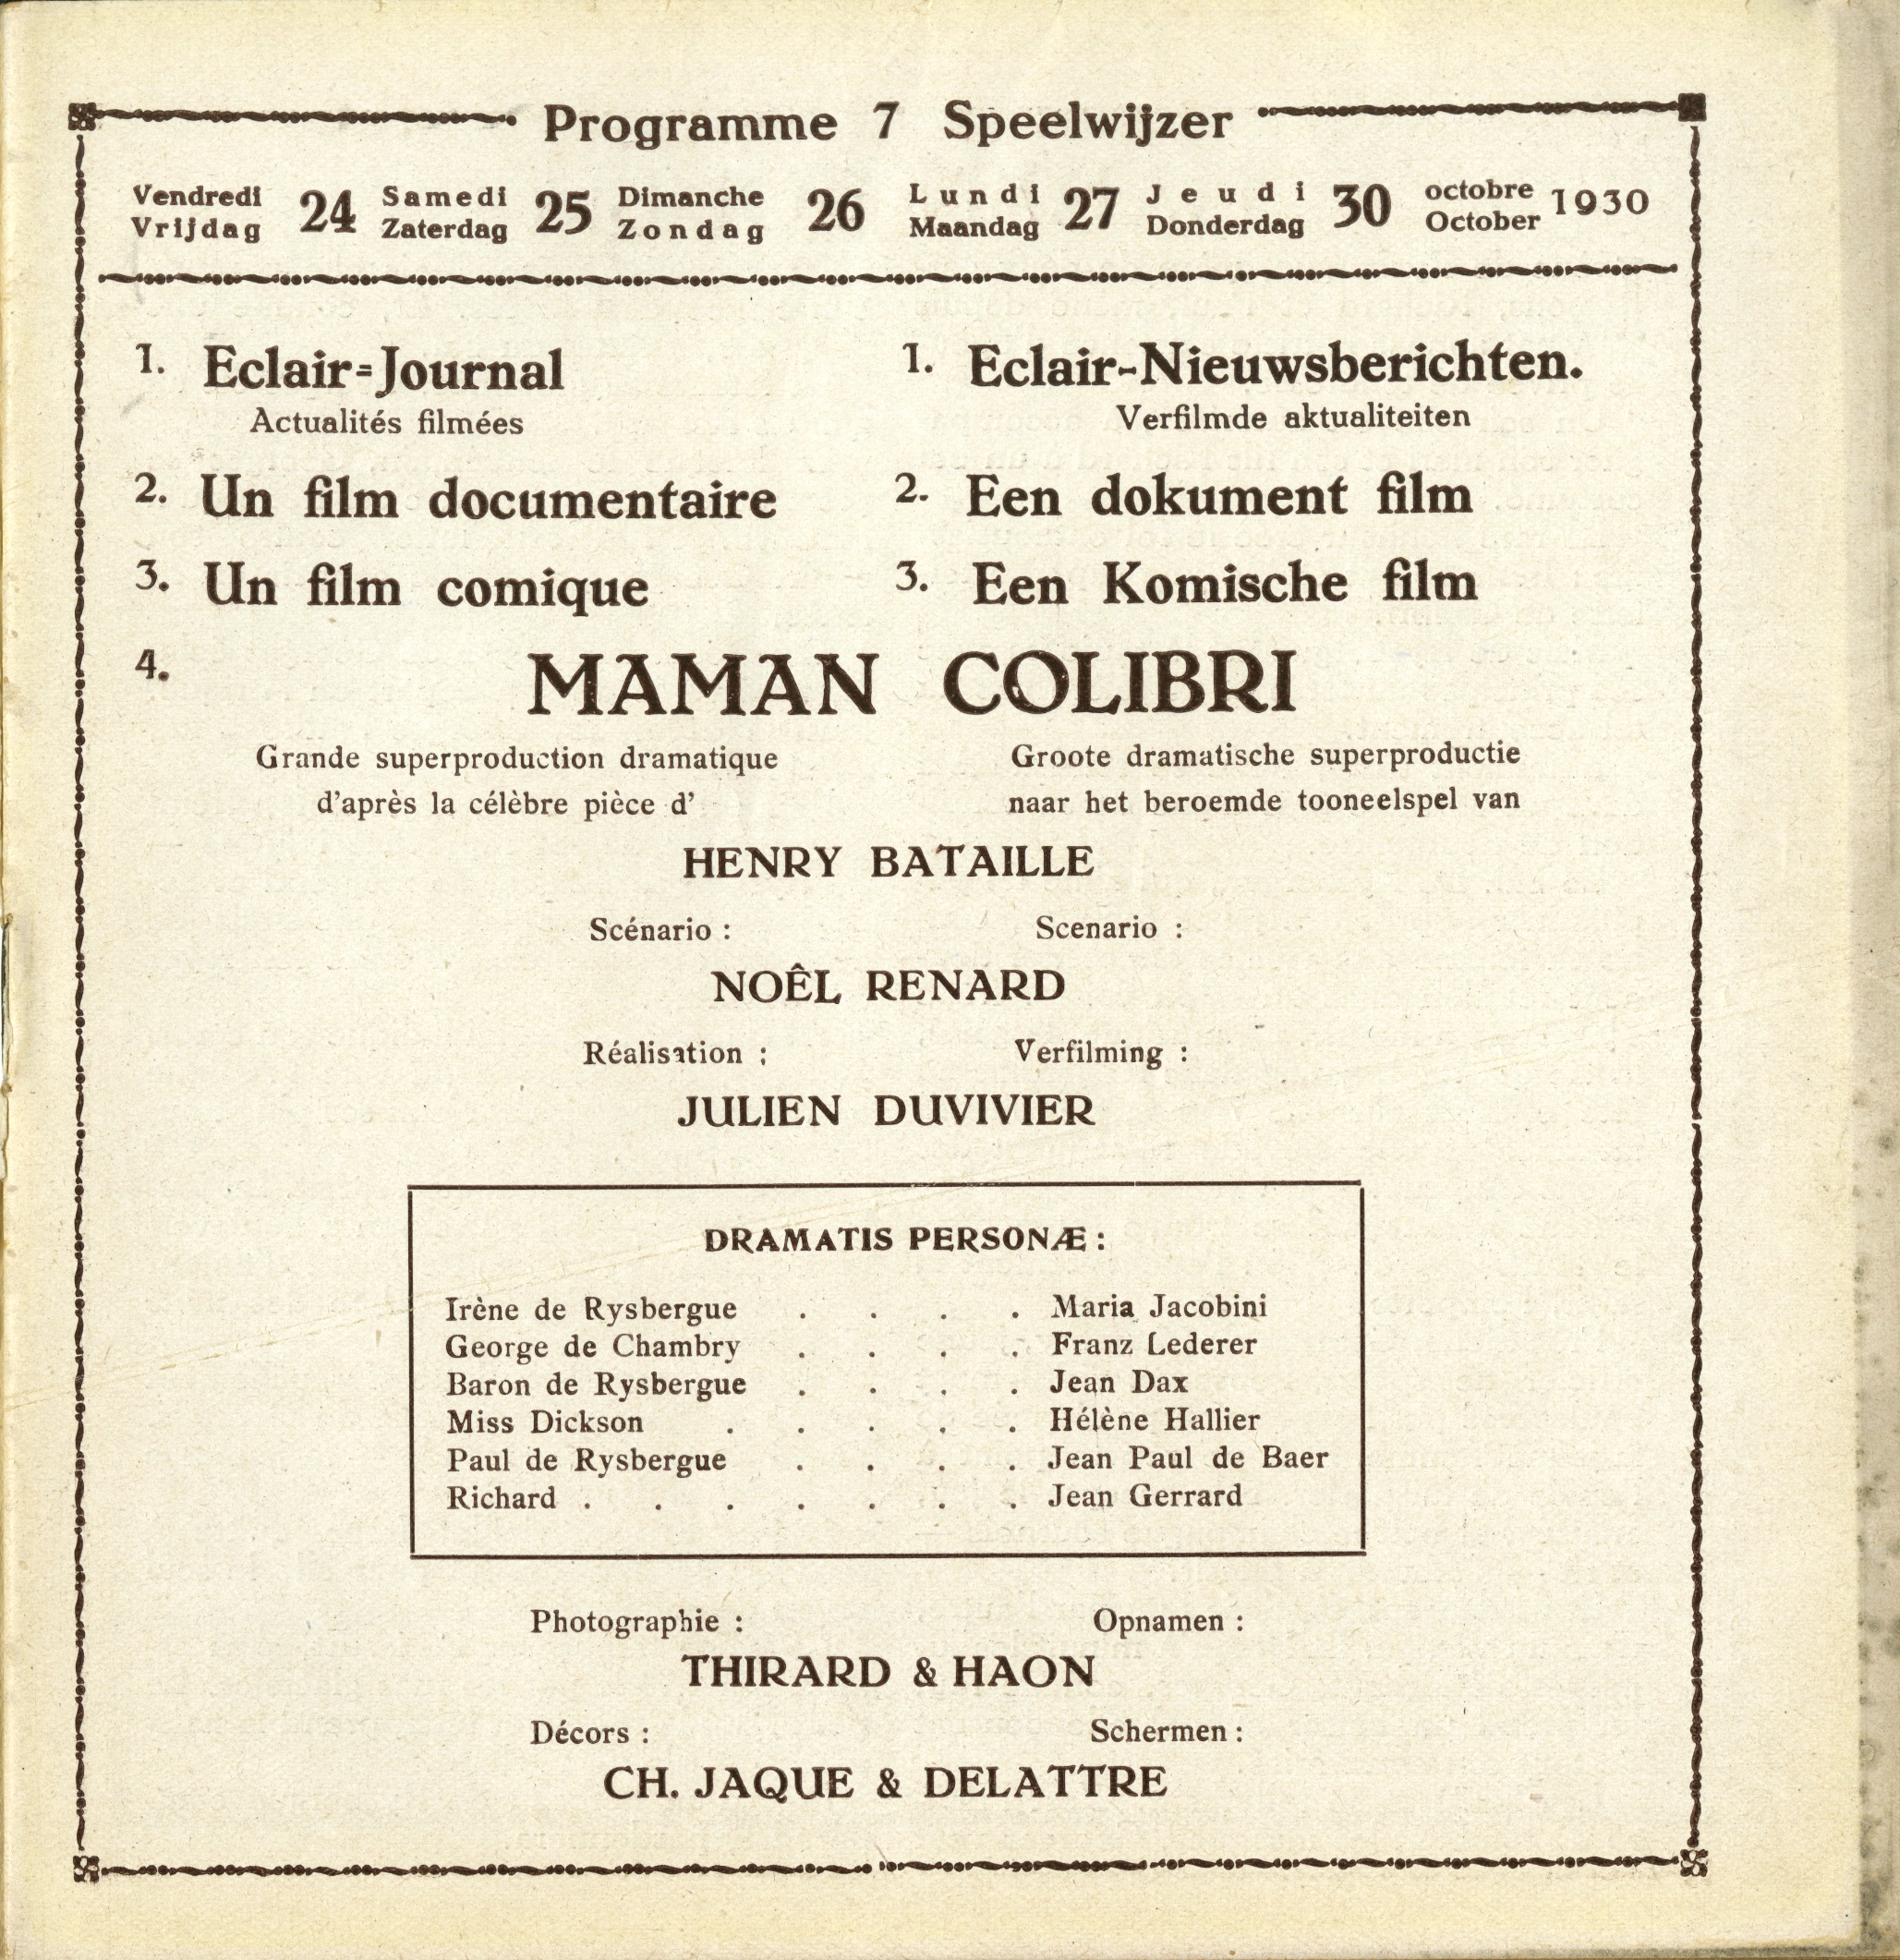 Programme 7 Speelwijzer
Vendredi 24 Samedi 25 Dimanche 26 Lundi 27 Jeudi 30 octobre 1930
Vrijdag Zaterdag Zondag Maandag Donderdag October
1. Eclair=Journal 1. Eclair-Nieuwsberichten.
Actualités filmées Verfilmde aktualiteiten
2. Un film documentaire 2. Een dokument film
3. Un film comique 3. Een Komische film
4. MAMAN COLIBRI
Grande superproduction dramatique Groote dramatische superproductie
d'après la célèbre pièce d' naar het beroemde tooneelspel van
HENRY BATAILLE
Scénario : Scenario :
NOÊL RENARD
Réalisation : Verfilming :
JULIEN DUVIVIER
DRAMATIS PERSONÆ :
Irène de Rysbergue . . . . Maria Jacobini
George de Chambry . . . . Franz Lederer
Baron de Rysbergue . . . . Jean Dax
Miss Dickson . . . . . Hélène Hallier
Paul de Rysbergue . . . . Jean Paul de Baer
Richard . . . . . . . Jean Gerrard
Photographie : Opnamen :
THIRARD & HAON
Décors : Schermen :
CH. JAQUE & DELATTRE